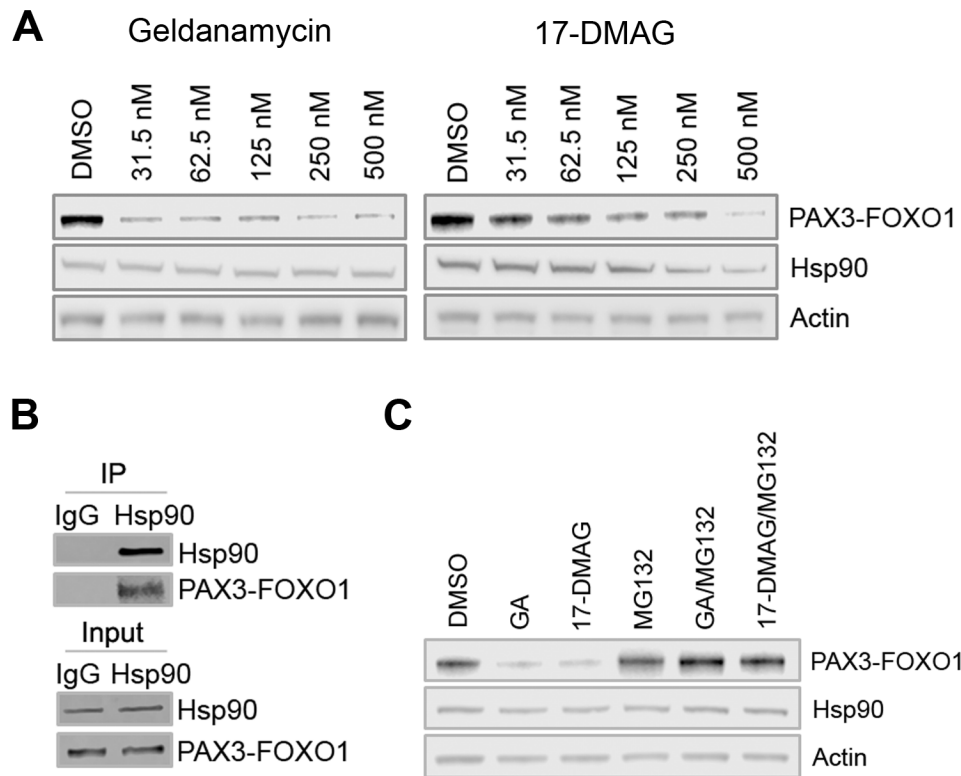 A
Geldanamycin
17-DMAG
DMSO
31.5 nM
62.5 nM
125 nM
250 nM
500 nM
DMSO
31.5 nM
62.5 nM
125 nM
250 nM
500 nM
PAX3-FOXO1
Hsp90
Actin
B
IP
IgG Hsp90
Hsp90
PAX3-FOXO1
Input
IgG Hsp90
Hsp90
PAX3-FOXO1
C
DMSO
GA
17-DMAG
MG132
GA/MG132
17-DMAG/MG132
PAX3-FOXO1
Hsp90
Actin